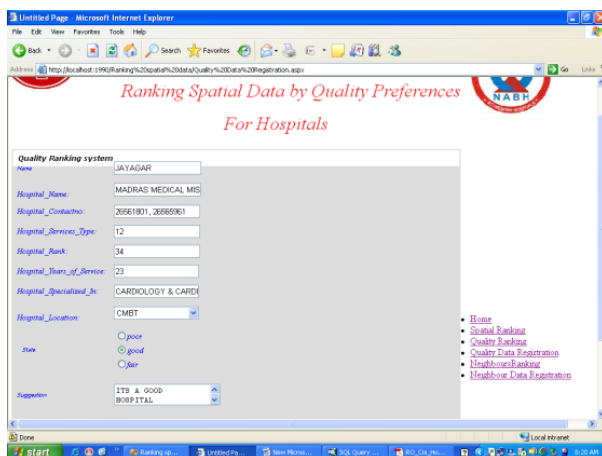 Untitled Page - Microsoft Internet Explorer
File Edit View Favorites Tools Help
Back Search Favorites
Address http://localhost:1990/Ranking%20spatial%20data/Quality%20Data%20Registration.aspx Go Links
Ranking Spatial Data by Quality Preferences
NABH
For Hospitals
Quality Ranking system
Name JAYAGAR
Hospital_Name: MADRAS MEDICAL MIS
Hospital_Contactno: 26561801, 26565961
Hospital_Services_Type: 12
Hospital_Rank: 34
Hospital_Years_of_Service: 23
Hospital_Specialized_In: CARDIOLOGY & CARDI
Hospital_Location: CMBT
poor
State good
fair
Suggestion ITS A GOOD
HOSPITAL
Home
Spatial Ranking
Quality Ranking
Quality Data Registration
NeighboursRanking
Neighbour Data Registration
Done Local intranet
start Ranking sp... Untitled Pa... New Micros... SQL Query ... RO_Cni_Ho... 6:20 AM